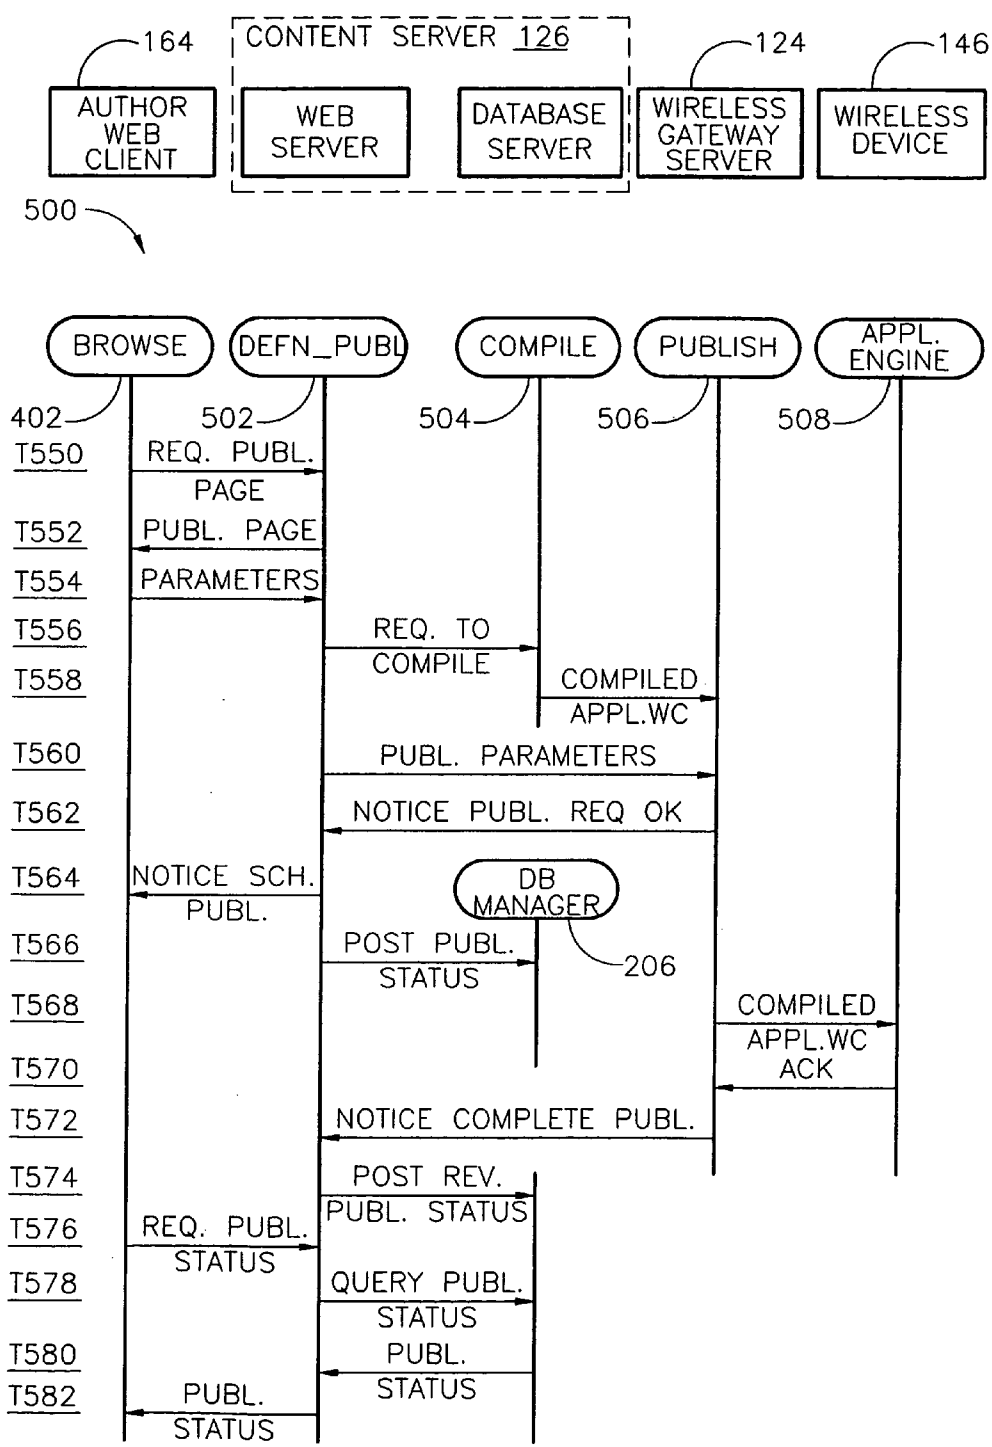 164
CONTENT SERVER 126
124
146
AUTHOR
WEB
CLIENT
WEB
SERVER
DATABASE
SERVER
WIRELESS
GATEWAY
SERVER
WIRELESS
DEVICE
500
BROWSE
DEFN_PUBL
COMPILE
PUBLISH
APPL.
ENGINE
402
502
504
506
508
T550
REQ. PUBL.
PAGE
T552
PUBL. PAGE
T554
PARAMETERS
T556
REQ. TO
COMPILE
T558
COMPILED
APPL.WC
T560
PUBL. PARAMETERS
T562
NOTICE PUBL. REQ OK
T564
NOTICE SCH.
PUBL.
DB
MANAGER
206
T566
POST PUBL.
STATUS
T568
COMPILED
APPL.WC
T570
ACK
T572
NOTICE COMPLETE PUBL.
T574
POST REV.
PUBL. STATUS
T576
REQ. PUBL.
STATUS
T578
QUERY PUBL.
STATUS
T580
PUBL.
STATUS
T582
PUBL.
STATUS